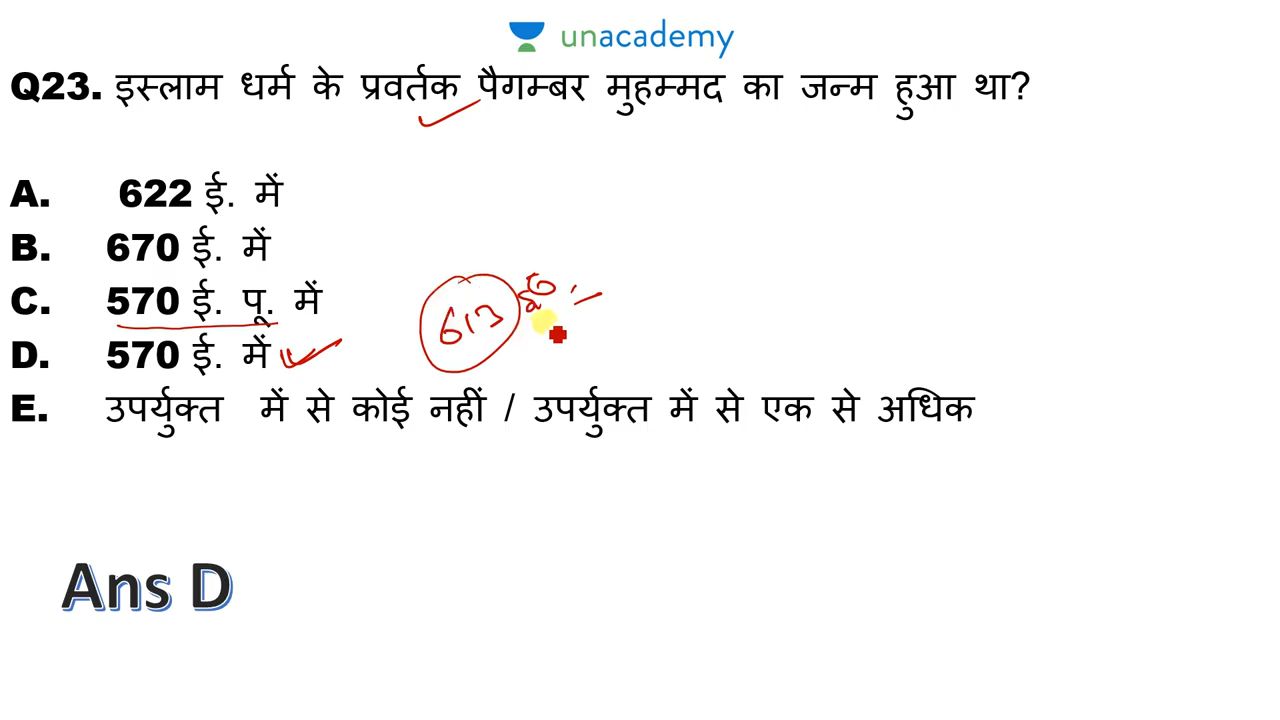 unacademy
Q23. इस्लाम धर्म के प्रवर्तक पैगम्बर मुहम्मद का जन्म हुआ था?
A. 622 ई. में
B. 670 ई. में
C. 570 ई. पू. में
D. 570 ई. में
613
E. उपर्युक्त में से कोई नहीं / उपर्युक्त में से एक से अधिक
Ans D